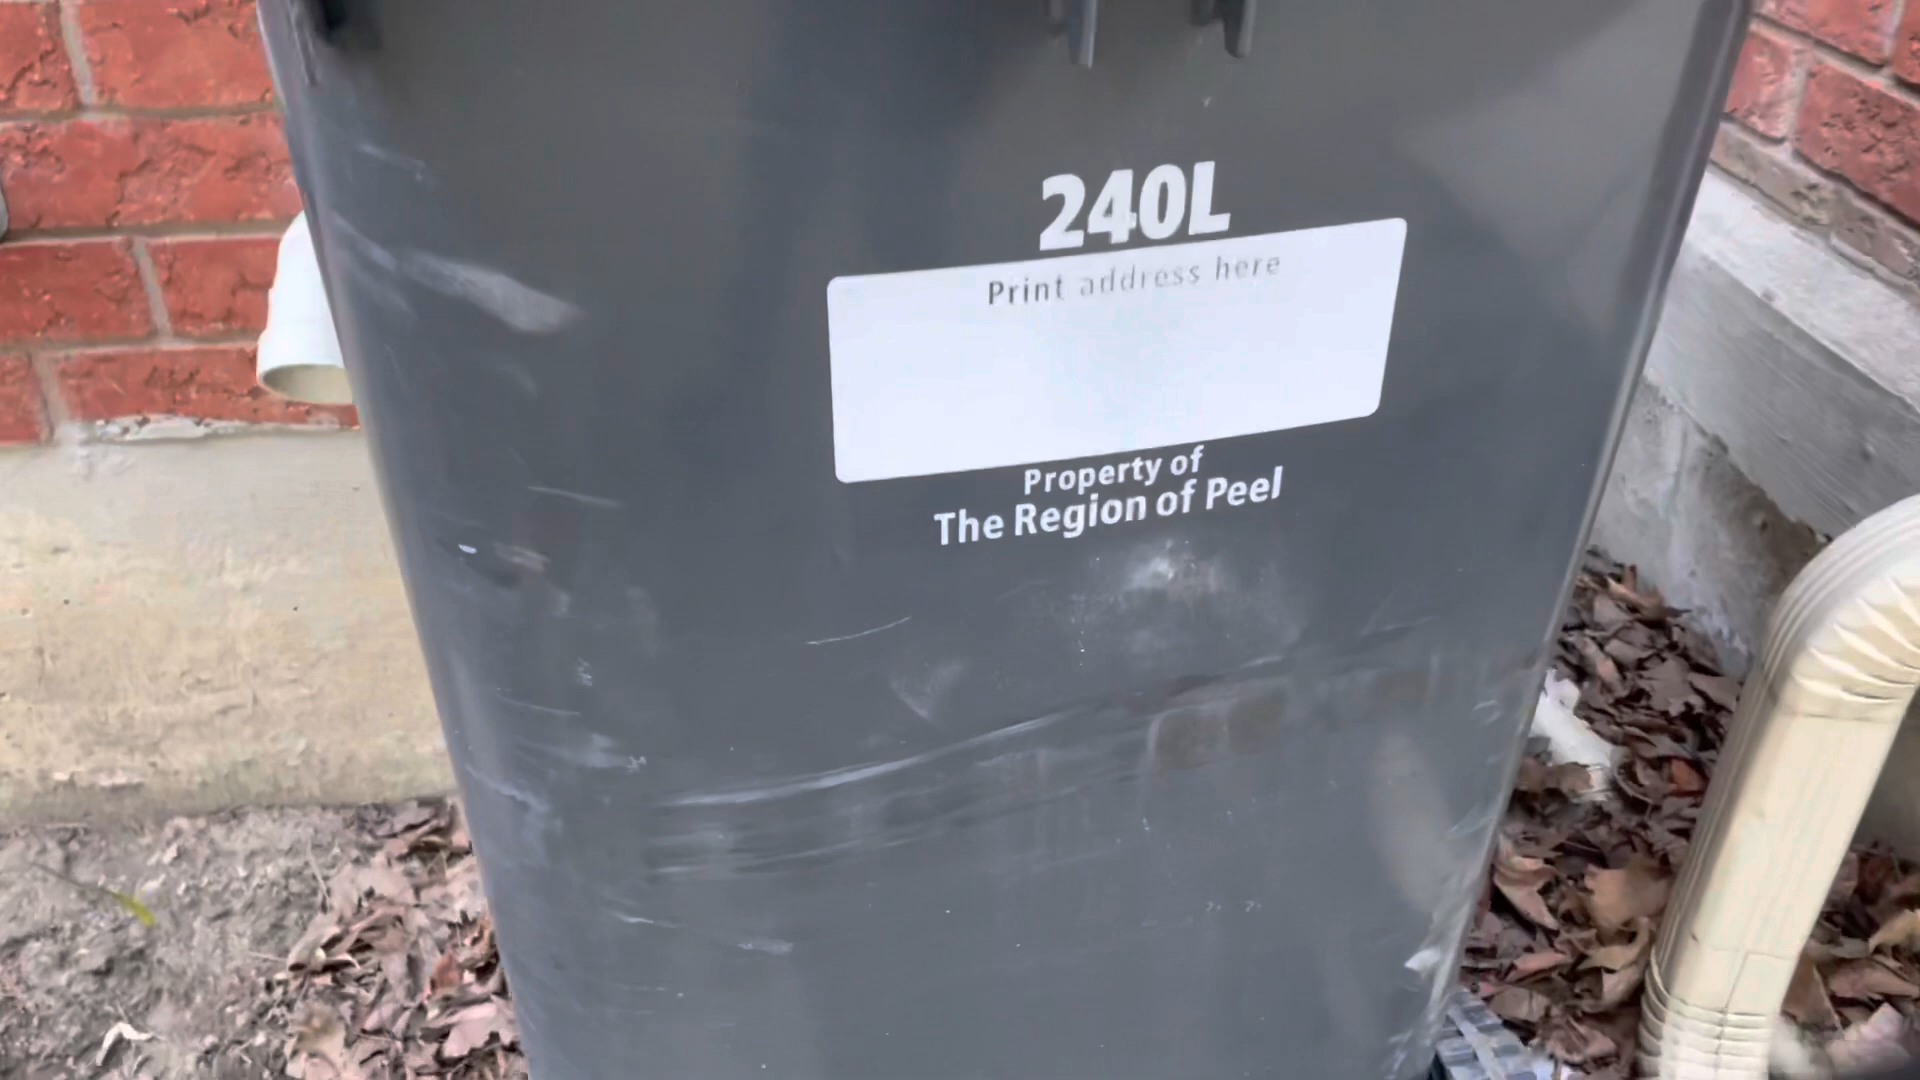 240L
Print address here
Property of
The Region of Peel